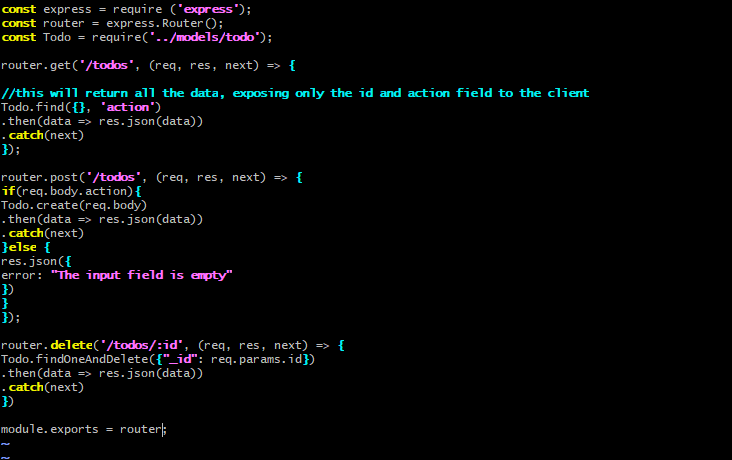 const express = require ('express');
const router = express.Router();
const Todo = require('../models/todo');

router.get('/todos', (req, res, next) => {

//this will return all the data, exposing only the id and action field to the client
Todo.find({}, 'action')
.then(data => res.json(data))
.catch(next)
});

router.post('/todos', (req, res, next) => {
if(req.body.action){
Todo.create(req.body)
.then(data => res.json(data))
.catch(next)
}else {
res.json({
error: "The input field is empty"
})
}
});

router.delete('/todos/:id', (req, res, next) => {
Todo.findOneAndDelete({"_id": req.params.id})
.then(data => res.json(data))
.catch(next)
})

module.exports = router;
~
~